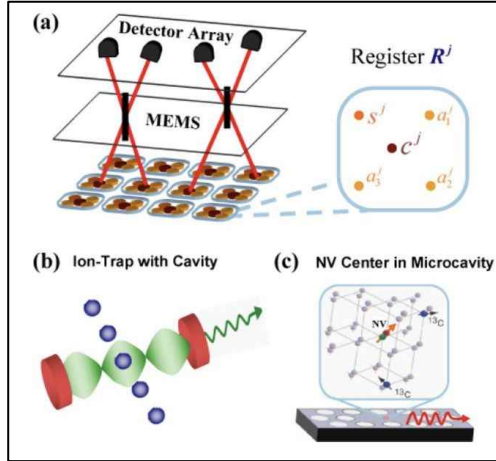 (a)
Detector Array
MEMS
Register R^j
s^j
a_1^j
c^j
a_3^j
a_2^j
(b) Ion-Trap with Cavity
(c) NV Center in Microcavity
NV
13C
13C